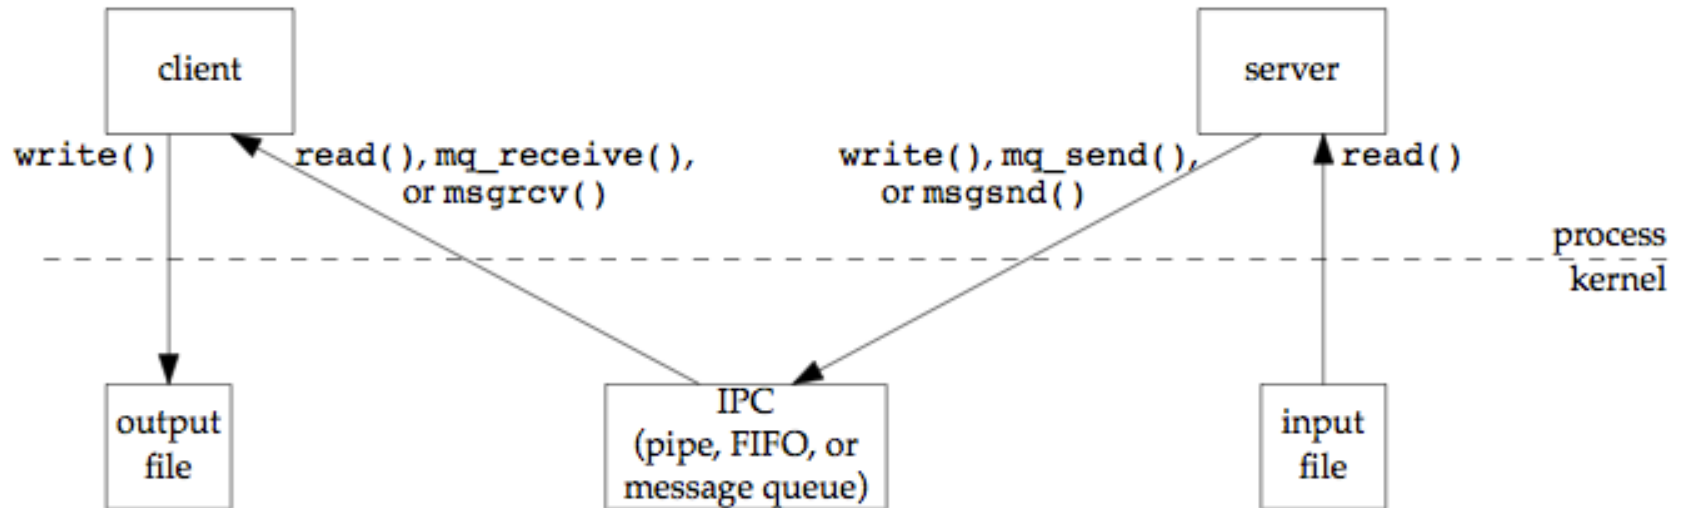 client
server
write()
read(), mq_receive(),
or msgrcv()
write(), mq_send(),
or msgsnd()
read()
process
kernel
output
file
IPC
(pipe, FIFO, or
message queue)
input
file